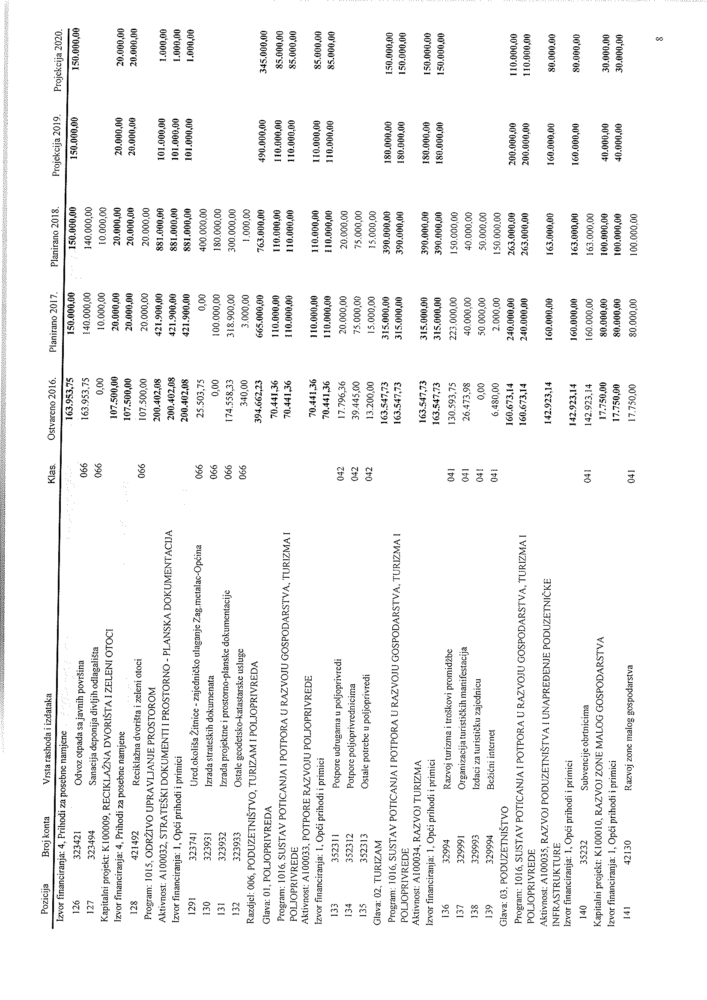 Pozicija Broj konta Vrsta rashoda i izdataka Klas. Ostvareno 2016. Planirano 2017. Planirano 2018. Projekcija 2019. Projekcija 2020.
Izvor financiranja: 4, Prihodi za posebne namjene 163.953,75 150.000,00 150.000,00 150.000,00 150.000,00
126 323421 Odvoz otpada sa javnih površina 066 163.953,75 140.000,00 140.000,00
127 323494 Sanacija deponija divljih odlagališta 066 0,00 10.000,00 10.000,00
Kapitalni projekt: K100009, RECIKLAŽNA DVORIŠTA I ZELENI OTOCI 107.500,00 20.000,00 20.000,00 20.000,00 20.000,00
Izvor financiranja: 4, Prihodi za posebne namjene 107.500,00 20.000,00 20.000,00 20.000,00 20.000,00
128 421492 Reciklažna dvorišta i zeleni otoci 066 107.500,00 20.000,00 20.000,00
Program: 1015, ODRŽIVO UPRAVLJANJE PROSTOROM 200.402,08 421.900,00 881.000,00 101.000,00 1.000,00
Aktivnost: A100032, STRATEŠKI DOKUMENTI I PROSTORNO - PLANSKA DOKUMENTACIJA 200.402,08 421.900,00 881.000,00 101.000,00 1.000,00
Izvor financiranja: 1, Opći prihodi i primici 200.402,08 421.900,00 881.000,00 101.000,00 1.000,00
1291 323741 Uređ.okoliša Žitnice - zajedničko ulaganje Zag.metalac-Općina 066 25.503,75 0,00 400.000,00
130 323931 Izrada strateških dokumenata 066 0,00 100.000,00 180.000,00
131 323932 Izrada projektne i prostorno-planske dokumentacije 066 174.558,33 318.900,00 300.000,00
132 323933 Ostale geodetsko-katastarske usluge 066 340,00 3.000,00 1.000,00
Razdjel: 006, PODUZETNIŠTVO, TURIZAM I POLJOPRIVREDA 394.662,23 665.000,00 763.000,00 490.000,00 345.000,00
Glava: 01, POLJOPRIVREDA 70.441,36 110.000,00 110.000,00 110.000,00 85.000,00
Program: 1016, SUSTAV POTICANJA I POTPORA U RAZVOJU GOSPODARSTVA, TURIZMA I 70.441,36 110.000,00 110.000,00 110.000,00 85.000,00
POLJOPRIVREDE
Aktivnost: A100033, POTPORE RAZVOJU POLJOPRIVREDE 70.441,36 110.000,00 110.000,00 110.000,00 85.000,00
Izvor financiranja: 1, Opći prihodi i primici 70.441,36 110.000,00 110.000,00 110.000,00 85.000,00
133 352311 Potpore udrugama u poljoprivredi 042 17.796,36 20.000,00 20.000,00
134 352312 Potpore poljoprivrednicima 042 39.445,00 75.000,00 75.000,00
135 352313 Ostale potrebe u poljoprivredi 042 13.200,00 15.000,00 15.000,00
Glava: 02, TURIZAM 163.547,73 315.000,00 390.000,00 180.000,00 150.000,00
Program: 1016, SUSTAV POTICANJA I POTPORA U RAZVOJU GOSPODARSTVA, TURIZMA I 163.547,73 315.000,00 390.000,00 180.000,00 150.000,00
POLJOPRIVREDE
Aktivnost: A100034, RAZVOJ TURIZMA 163.547,73 315.000,00 390.000,00 180.000,00 150.000,00
Izvor financiranja: 1, Opći prihodi i primici 163.547,73 315.000,00 390.000,00 180.000,00 150.000,00
136 32994 Razvoj turizma i troškovi promidžbe 041 130.593,75 223.000,00 150.000,00
137 329991 Organizacija turističkih manifestacija 041 26.473,98 40.000,00 40.000,00
138 329993 Izdaci za turističku zajednicu 041 0,00 50.000,00 50.000,00
139 329994 Bežični internet 041 6.480,00 2.000,00 150.000,00
Glava: 03, PODUZETNIŠTVO 160.673,14 240.000,00 263.000,00 200.000,00 110.000,00
Program: 1016, SUSTAV POTICANJA I POTPORA U RAZVOJU GOSPODARSTVA, TURIZMA I 160.673,14 240.000,00 263.000,00 200.000,00 110.000,00
POLJOPRIVREDE
Aktivnost: A100035, RAZVOJ PODUZETNIŠTVA I UNAPREĐENJE PODUZETNIČKE 142.923,14 160.000,00 163.000,00 160.000,00 80.000,00
INFRASTRUKTURE
Izvor financiranja: 1, Opći prihodi i primici 142.923,14 160.000,00 163.000,00 160.000,00 80.000,00
140 35232 Subvencije obrtnicima 041 142.923,14 160.000,00 163.000,00
Kapitalni projekt: K100010, RAZVOJ ZONE MALOG GOSPODARSTVA 17.750,00 80.000,00 100.000,00 40.000,00 30.000,00
Izvor financiranja: 1, Opći prihodi i primici 17.750,00 80.000,00 100.000,00 40.000,00 30.000,00
141 42130 Razvoj zone malog gospodarstva 041 17.750,00 80.000,00 100.000,00
8